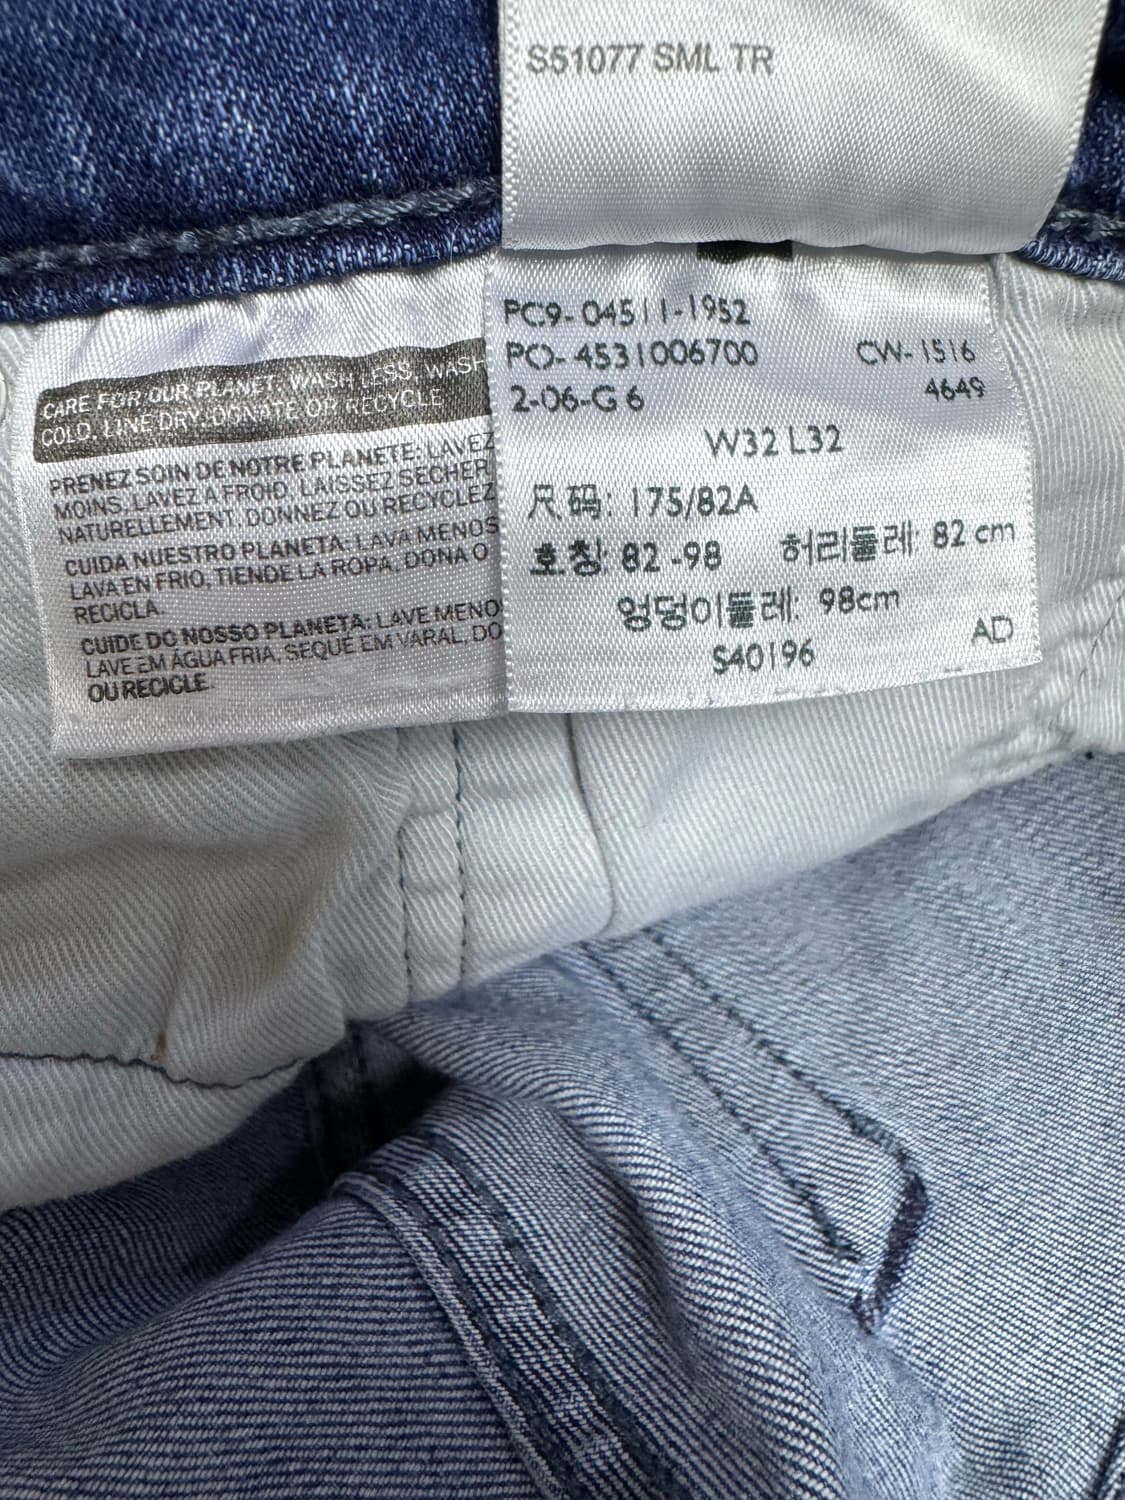 S51077 SML TR
CARE FOR OUR PLANET: WASH LESS, WASH
COLD, LINE DRY, DONATE OR RECYCLE
PRENEZ SOIN DE NOTRE PLANETE: LAVEZ
MOINS, LAVEZ A FROID, LAISSEZ SECHER
NATURELLEMENT, DONNEZ OU RECYCLEZ
CUIDA NUESTRO PLANETA: LAVA MENOS
LAVA EN FRIO, TIENDE LA ROPA, DONA O
RECICLA.
CUIDE DO NOSSO PLANETA: LAVE MENO
LAVE EM ÁGUA FRIA, SEQUE EM VARAL, DO
OU RECICLE.
PC9-04511-1952
PO-4531006700 CW-1516
2-06-G6 4649
W32 L32
尺码: 175/82A
호칭: 82-98 허리둘레: 82 cm
엉덩이둘레: 98cm
S40196 AD